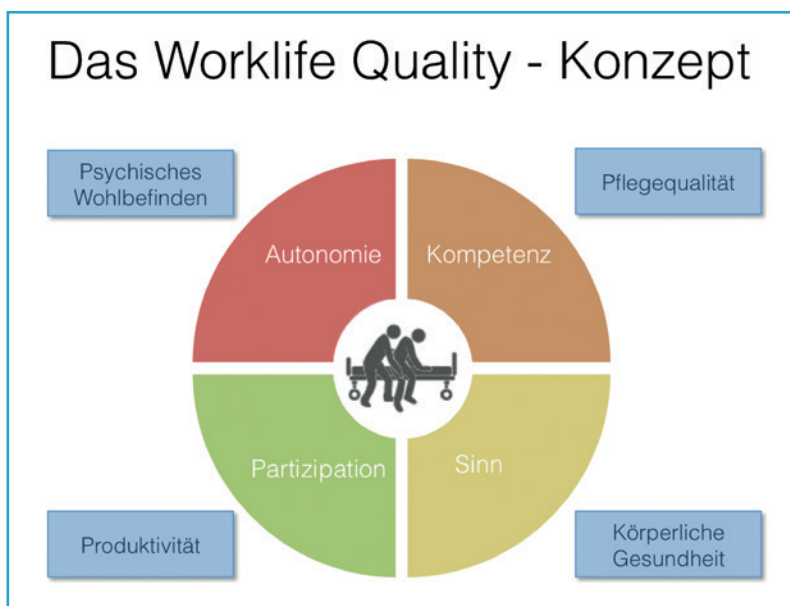 Das Worklife Quality - Konzept
Psychisches
Wohlbefinden
Pflegequalität
Autonomie
Kompetenz
Partizipation
Sinn
Produktivität
Körperliche
Gesundheit